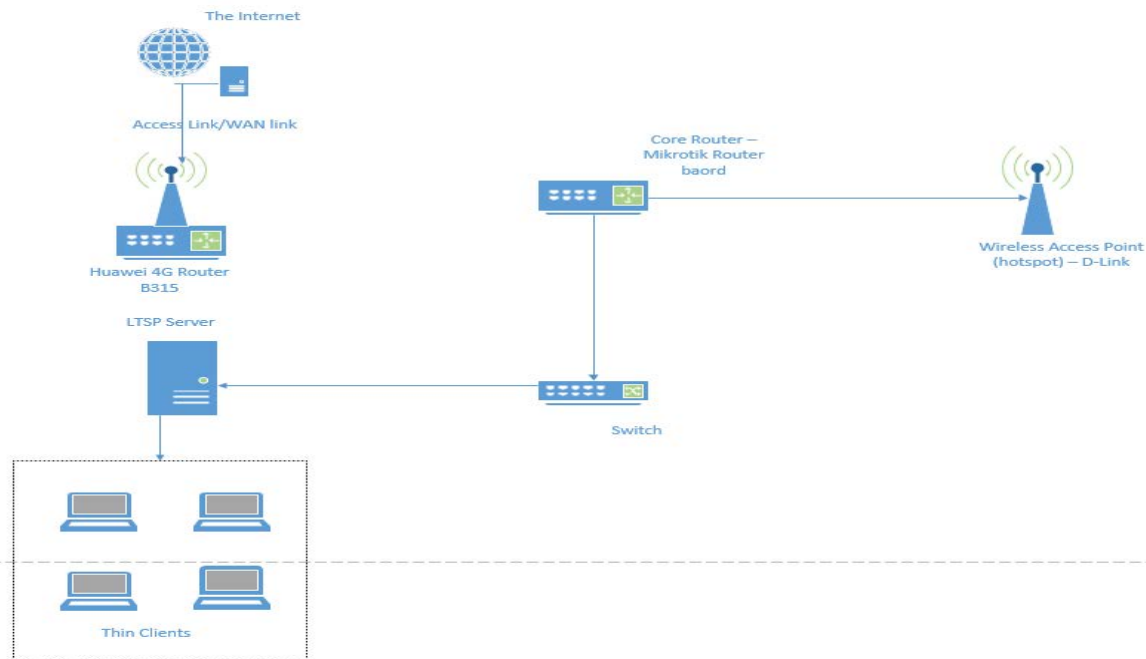 The Internet
Access Link/WAN link
Core Router –
Mikrotik Router
baord
Huawei 4G Router
B315
Wireless Access Point
(hotspot) – D-Link
LTSP Server
Switch
Thin Clients